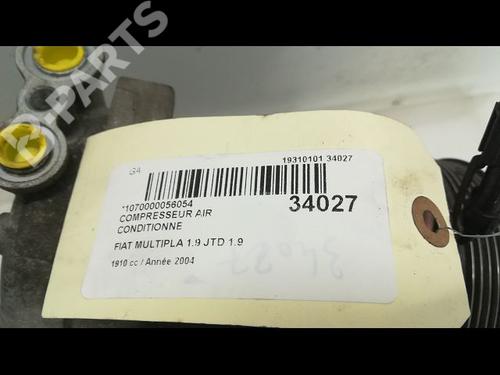 B-PARTS
GA
19310101 34027
*1070000056054
34027
COMPRESSEUR AIR
CONDITIONNE
FIAT MULTIPLA 1.9 JTD 1.9
1910 cc / Année 2004
34027